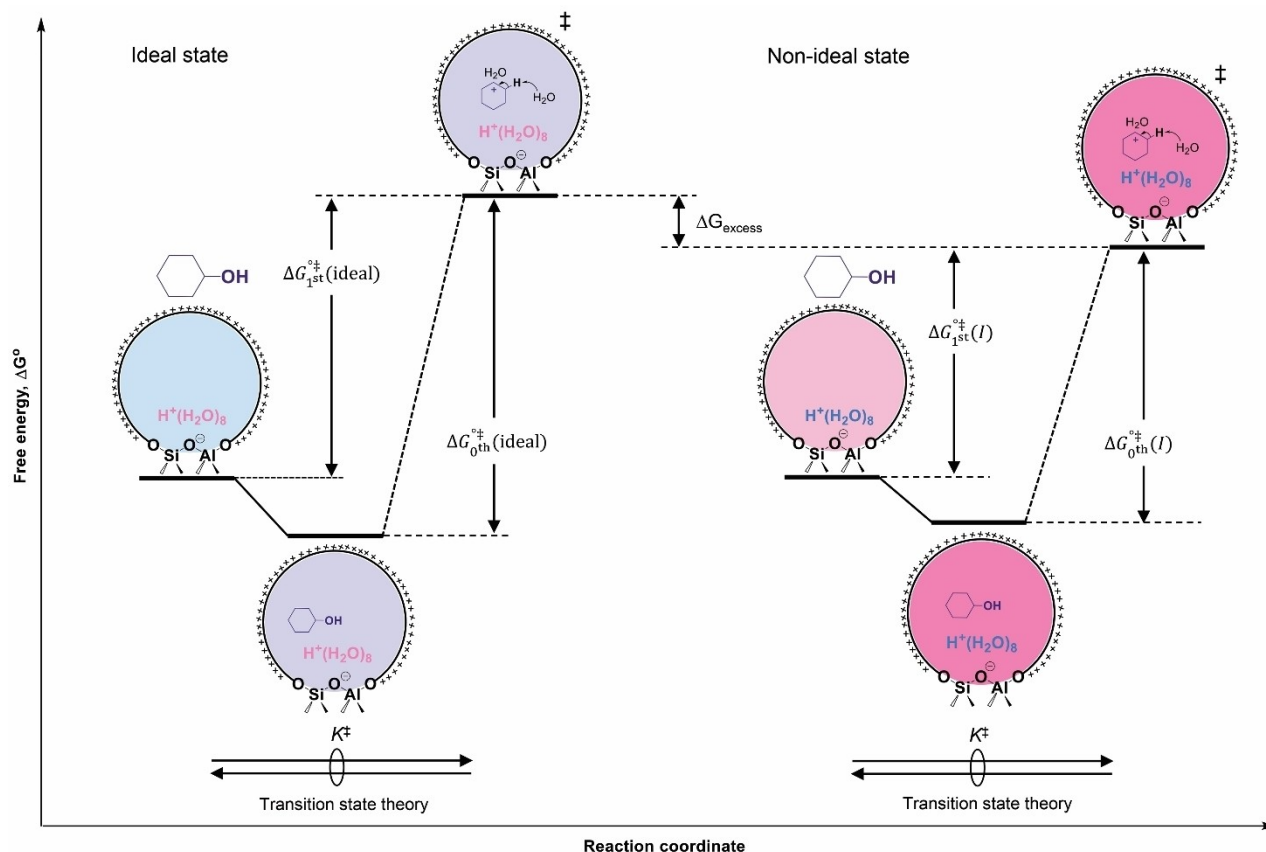 Free energy, ΔG°
Ideal state
‡
H₂O
H
H₂O
+
H⁺(H₂O)₈
O O⊖ O
Si Al
ΔG°‡1st(ideal)
ΔG°‡0th(ideal)
OH
H⁺(H₂O)₈
O O⊖ O
Si Al
OH
H⁺(H₂O)₈
O O⊖ O
Si Al
K‡
Transition state theory
ΔGexcess
Non-ideal state
‡
H₂O
H
H₂O
+
H⁺(H₂O)₈
O O⊖ O
Si Al
ΔG°‡1st(I)
ΔG°‡0th(I)
OH
H⁺(H₂O)₈
O O⊖ O
Si Al
OH
H⁺(H₂O)₈
O O⊖ O
Si Al
K‡
Transition state theory
Reaction coordinate